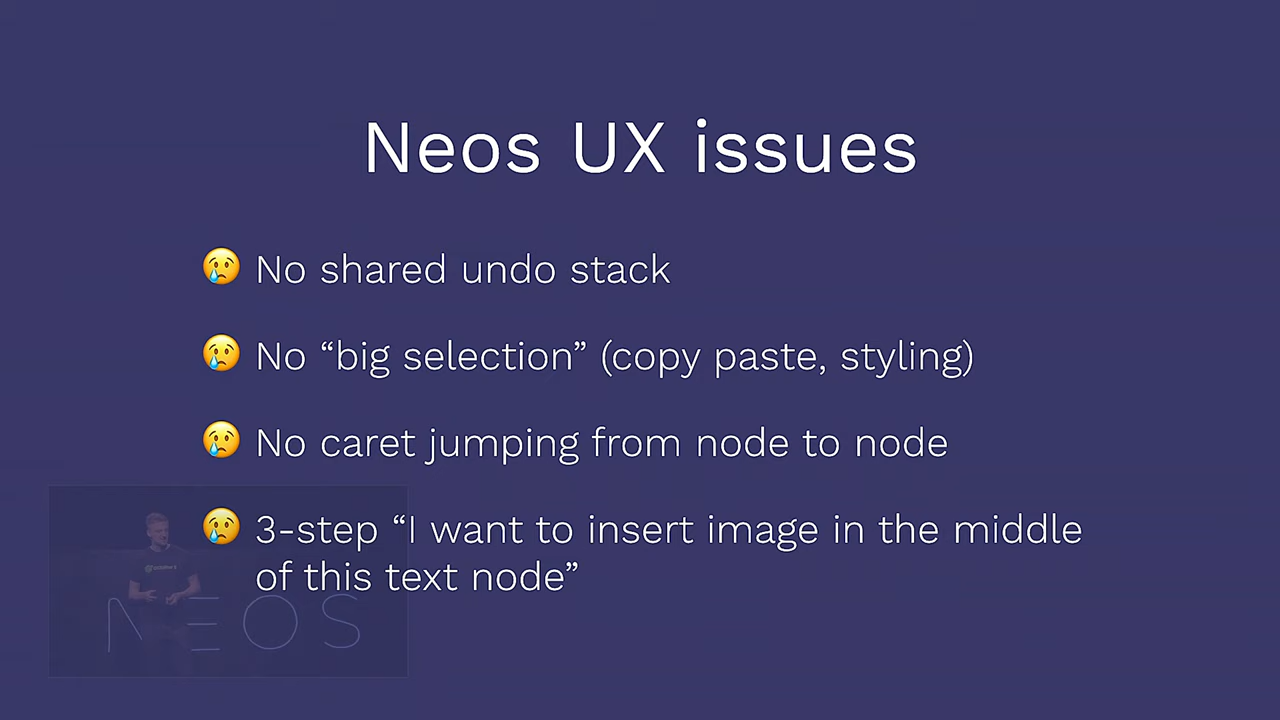 Neos UX issues
😢 No shared undo stack
😢 No “big selection” (copy paste, styling)
😢 No caret jumping from node to node
😢 3-step “I want to insert image in the middle
of this text node”
NEOS